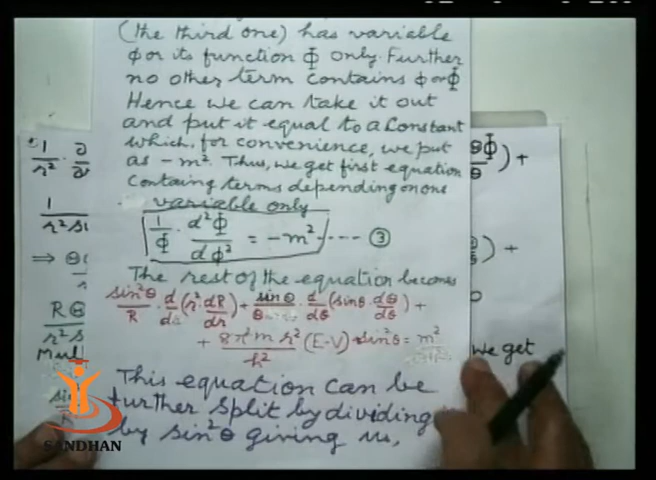 (the third one) has variable
ϕ or its function Φ only. Further
no other term contains ϕ or Φ
Hence we can take it out
and put it equal to a Constant
which, for convenience, we put
as -m². Thus, we get first equation
Containg terms depending on one
variable only
1/Φ · d²Φ/dϕ² = -m² ---- ③
The rest of the equation becomes
sin²θ/R · d/dr (r² dR/dr) + sinθ/Θ · d/dθ (sinθ · dΘ/dθ) +
+ 8π²m r²/h² (E-V) · sin²θ = m²
This equation can be
further split by dividing
by sin²θ giving us,
we get
SANDHAN